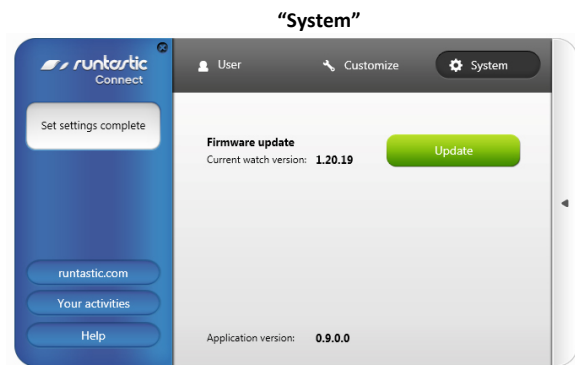 “System”
runtastic
Connect
User
Customize
System
Set settings complete
Firmware update
Current watch version: 1.20.19
Update
runtastic.com
Your activities
Help
Application version: 0.9.0.0